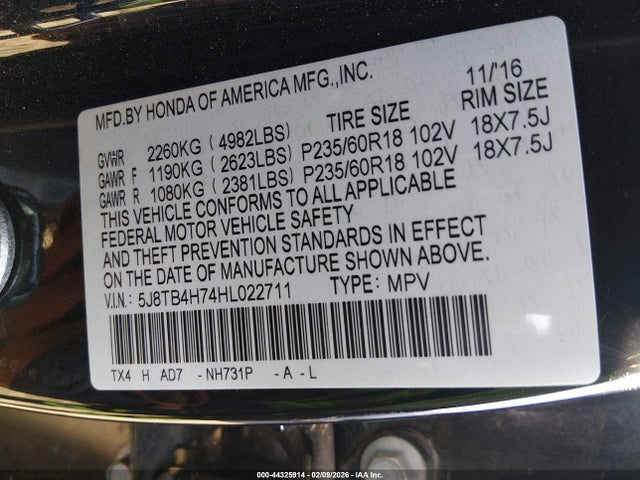 MFD.BY HONDA OF AMERICA MFG.,INC. 11/'16
TIRE SIZE RIM SIZE
GVWR 2260KG ( 4982LBS)
GAWR F 1190KG ( 2623LBS) P235/60R18 102V 18X7.5J
GAWR R 1080KG ( 2381LBS) P235/60R18 102V 18X7.5J
THIS VEHICLE CONFORMS TO ALL APPLICABLE
FEDERAL MOTOR VEHICLE SAFETY
AND THEFT PREVENTION STANDARDS IN EFFECT
ON THE DATE OF MANUFACTURE SHOWN ABOVE.
V.I.N.: 5J8TB4H74HL022711 TYPE: MPV
TX4 H AD7 -NH731P -A -L
000-44325914 - 02/09/2026 - IAA Inc.